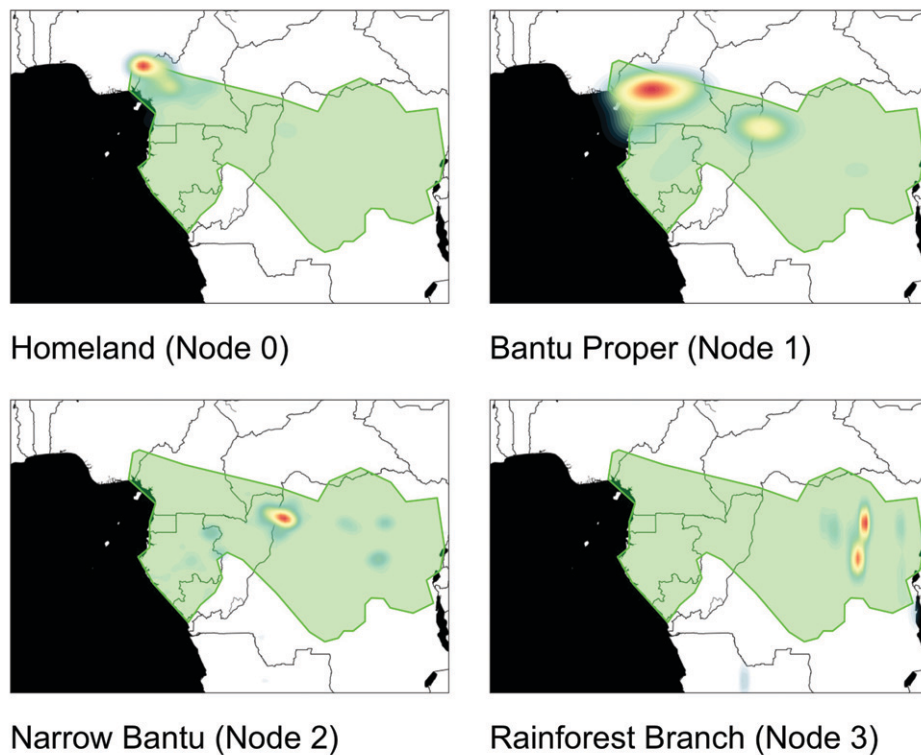 Homeland (Node 0)
Bantu Proper (Node 1)
Narrow Bantu (Node 2)
Rainforest Branch (Node 3)